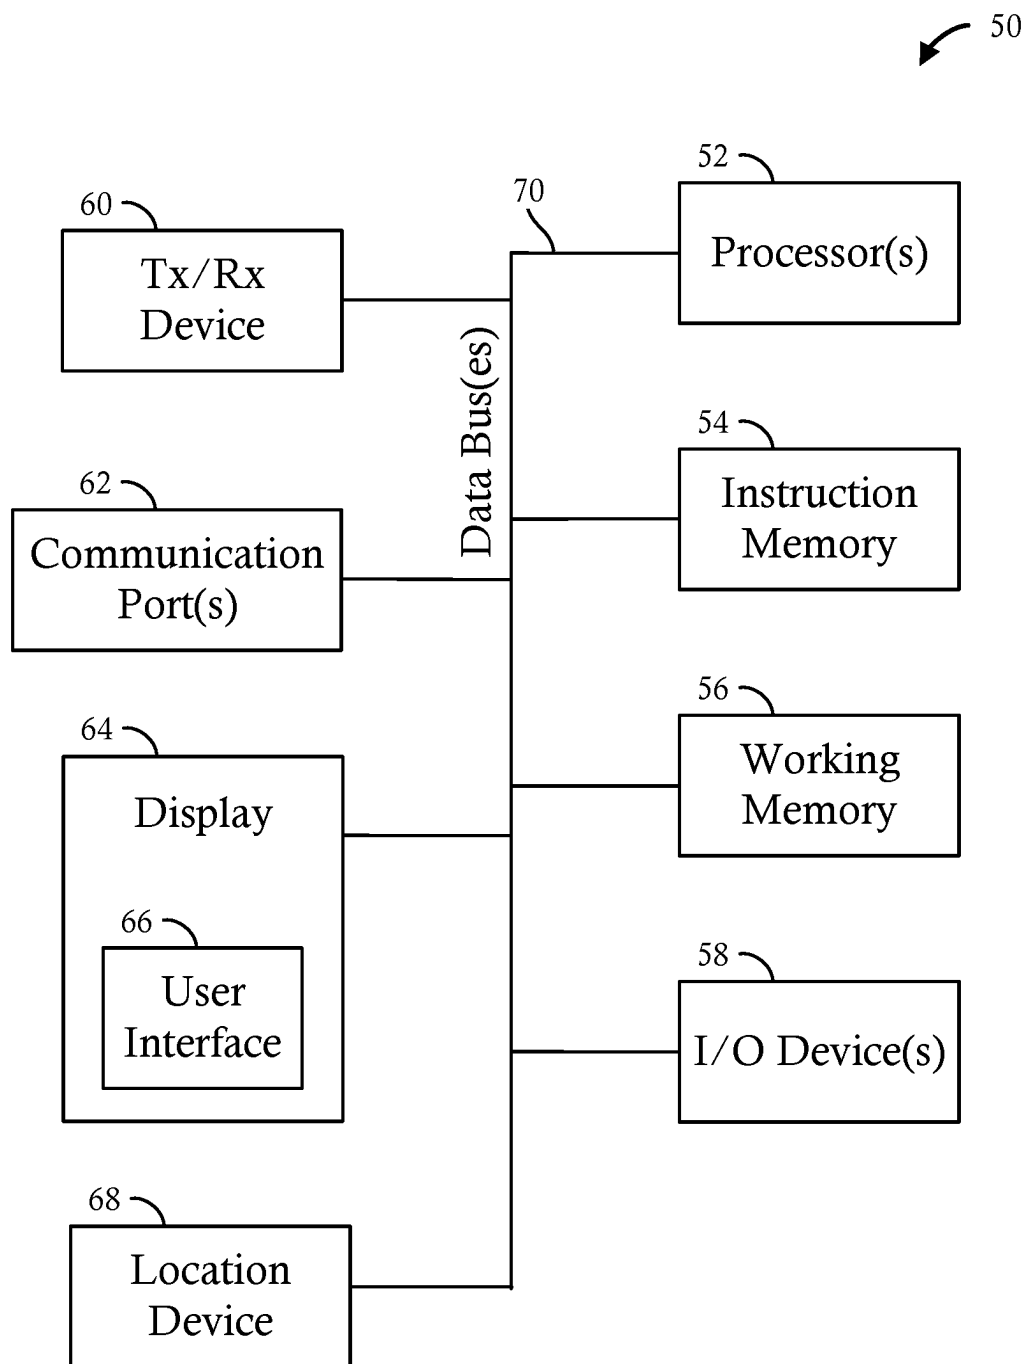 50
52
Processor(s)
70
60
Tx/Rx
Device
Data Bus(es)
54
Instruction
Memory
62
Communication
Port(s)
56
Working
Memory
64
Display
66
User
Interface
58
I/O Device(s)
68
Location
Device